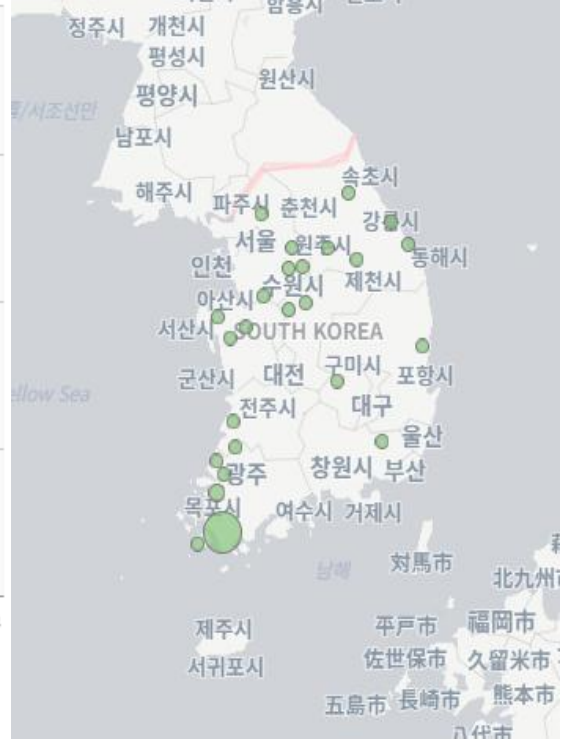 함흥시
정주시 개천시
평성시
원산시
평양시
남포시
해주시
속초시
파주시 춘천시
강릉시
서울 원주시
동해시
인천
수원시 제천시
아산시
서산시 SOUTH KOREA
군산시 대전 구미시 포항시
전주시 대구
울산
광주 창원시 부산
목포시 여수시 거제시
남해
対馬市
北九州
제주시
平戸市 福岡市
서귀포시
佐世保市 久留米市
五島市 長崎市 熊本市
八代市